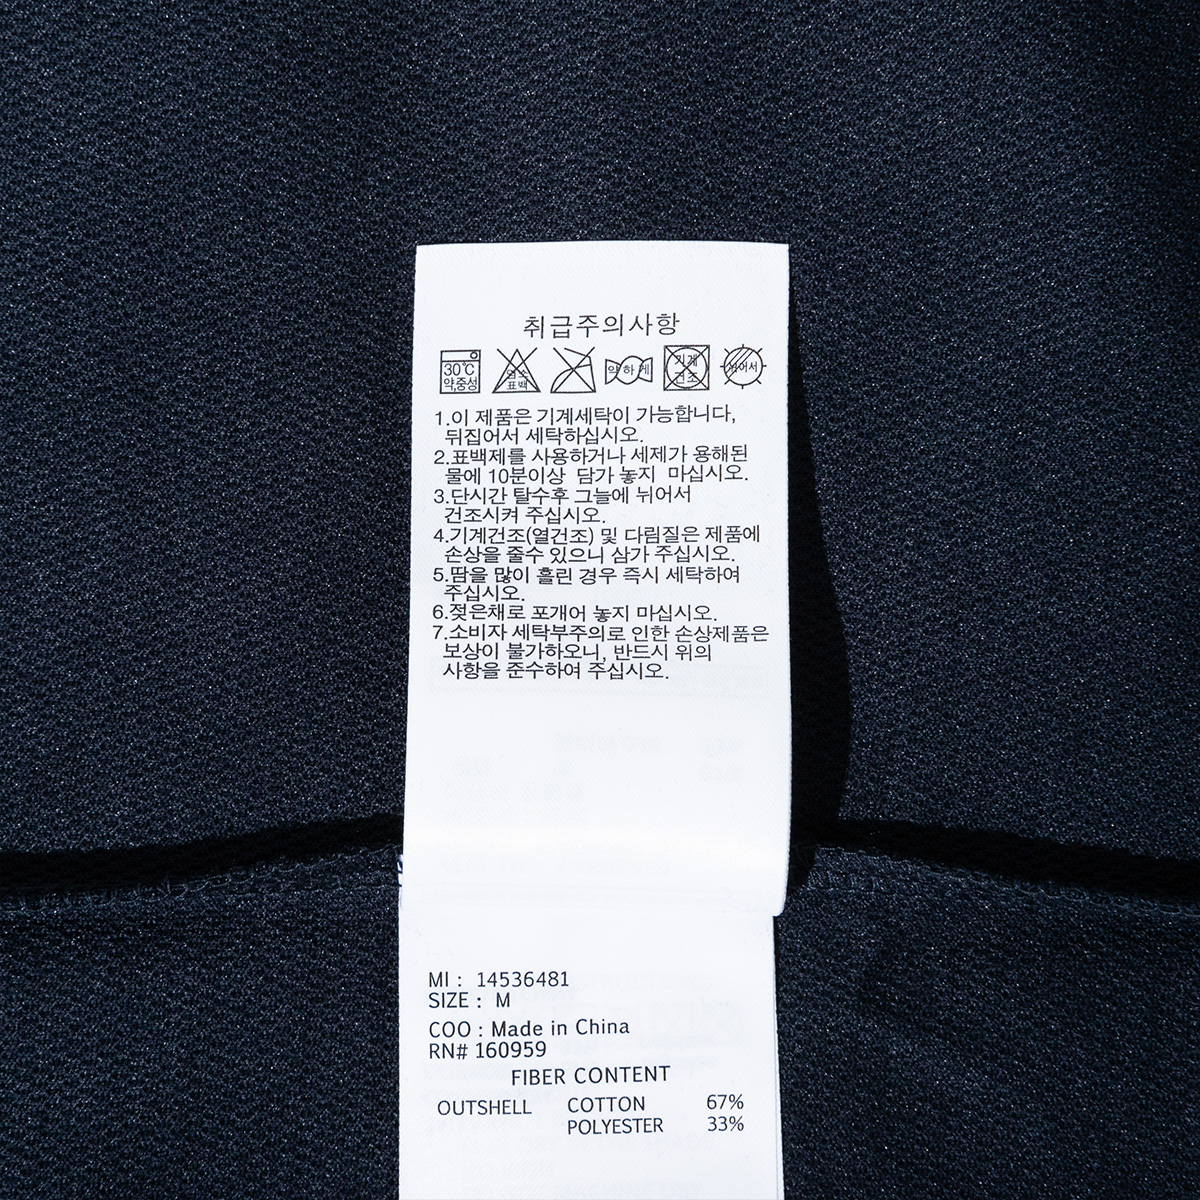 취급주의사항
30℃
약,중성
염소
표백
약하게
기계
건조
뉘어서
1.이 제품은 기계세탁이 가능합니다,
뒤집어서 세탁하십시오.
2.표백제를 사용하거나 세제가 용해된
물에 10분이상 담가 놓지 마십시오.
3.단시간 탈수후 그늘에 뉘어서
건조시켜 주십시오.
4.기계건조(열건조) 및 다림질은 제품에
손상을 줄수 있으니 삼가 주십시오.
5.땀을 많이 흘린 경우 즉시 세탁하여
주십시오.
6.젖은채로 포개어 놓지 마십시오.
7.소비자 세탁부주의로 인한 손상제품은
보상이 불가하오니, 반드시 위의
사항을 준수하여 주십시오.
MI : 14536481
SIZE : M
COO : Made in China
RN# 160959
FIBER CONTENT
OUTSHELL COTTON 67%
POLYESTER 33%